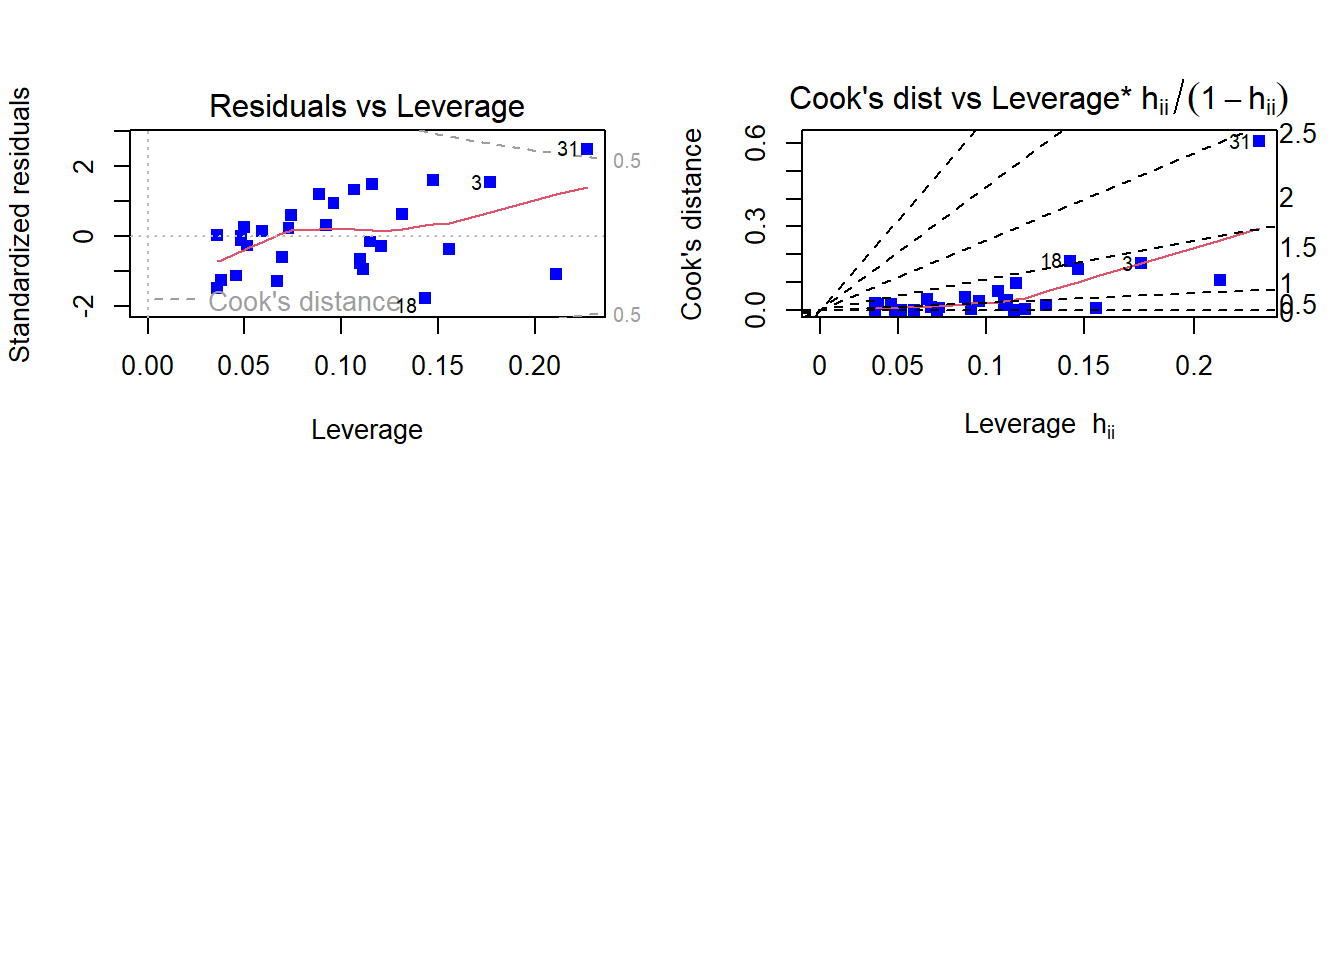 Residuals vs Leverage
Standardized residuals
2
0
-2
31
3
18
0.5
0.5
Cook's distance
0.00 0.05 0.10 0.15 0.20
Leverage
Cook's dist vs Leverage* hii/(1 − hii)
Cook's distance
0.6
0.3
0.0
31
18
3
2.5
2
1.5
1
0.5
0
0 0.05 0.1 0.15 0.2
Leverage hii